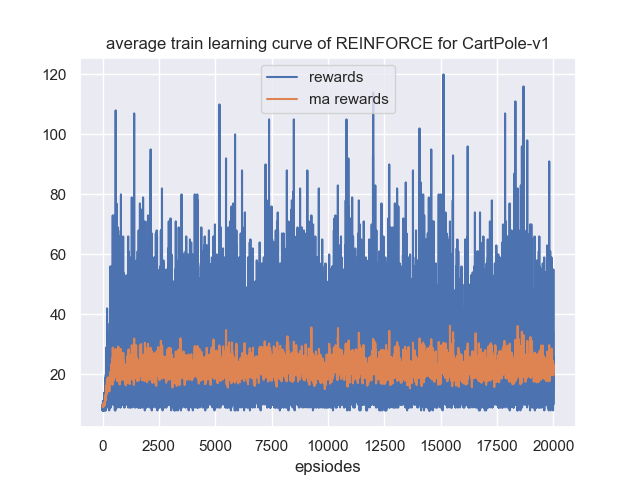 average train learning curve of REINFORCE for CartPole-v1
rewards
ma rewards
120
100
80
60
40
20
0 2500 5000 7500 10000 12500 15000 17500 20000
epsiodes